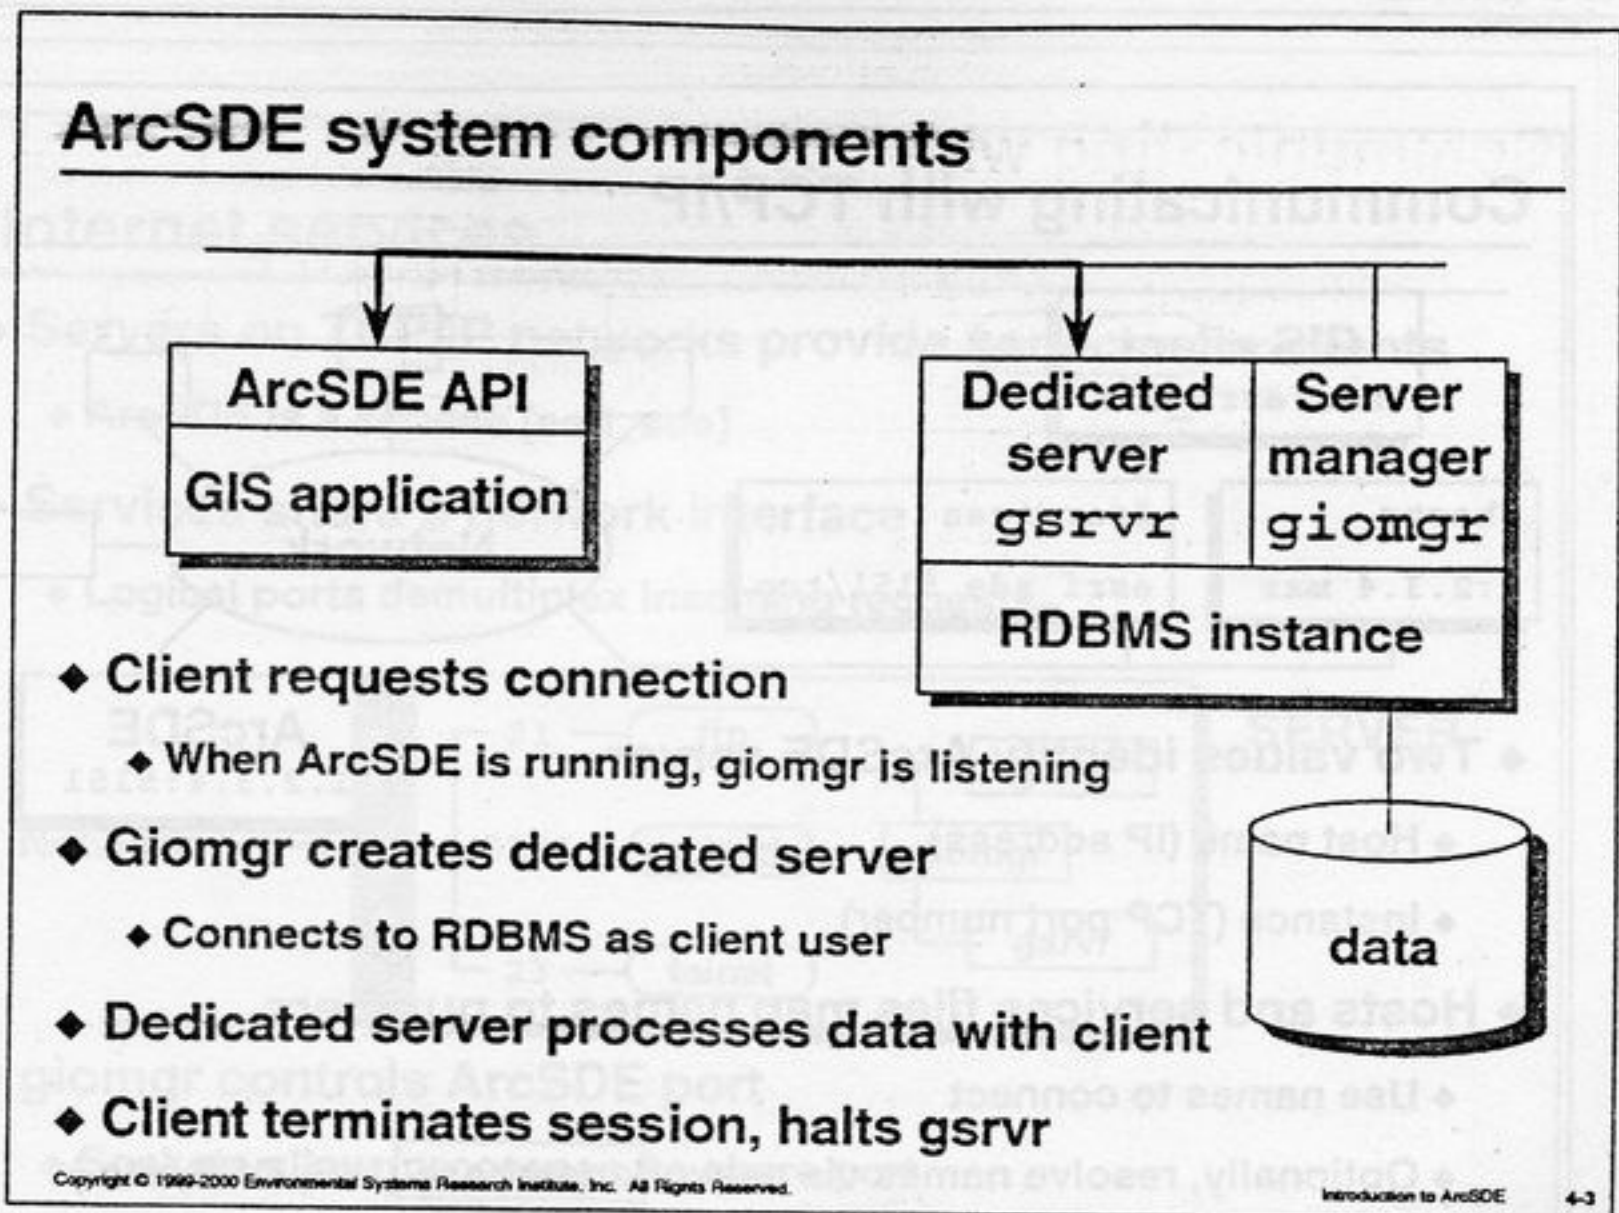 ArcSDE system components
ArcSDE API
GIS application
Dedicated
server
gsrvr
Server
manager
giomgr
RDBMS instance
data
◆ Client requests connection
◆ When ArcSDE is running, giomgr is listening
◆ Giomgr creates dedicated server
◆ Connects to RDBMS as client user
◆ Dedicated server processes data with client
◆ Client terminates session, halts gsrvr
Copyright © 1999-2000 Environmental Systems Research Institute, Inc. All Rights Reserved.
Introduction to ArcSDE 4-3